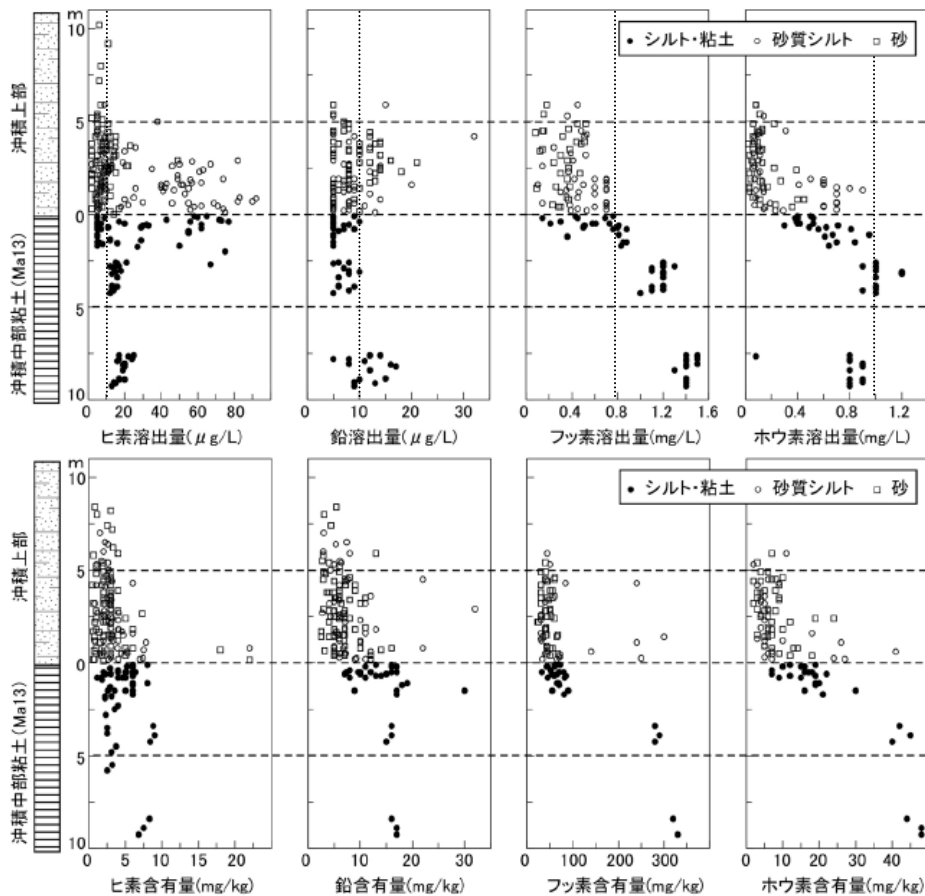 m
10
5
0
5
10
沖積上部
沖積中部粘土(Ma13)
● シルト・粘土 ○ 砂質シルト □ 砂
0 20 40 60 80
ヒ素溶出量(μg/L)
0 10 20 30
鉛溶出量(μg/L)
0 0.4 0.8 1.2 1.6
フッ素溶出量(mg/L)
0 0.4 0.8 1.2
ホウ素溶出量(mg/L)
m
10
5
0
5
10
沖積上部
沖積中部粘土(Ma13)
● シルト・粘土 ○ 砂質シルト □ 砂
0 5 10 15 20
ヒ素含有量(mg/kg)
0 10 20 30
鉛含有量(mg/kg)
0 100 200 300
フッ素含有量(mg/kg)
0 10 20 30 40
ホウ素含有量(mg/kg)